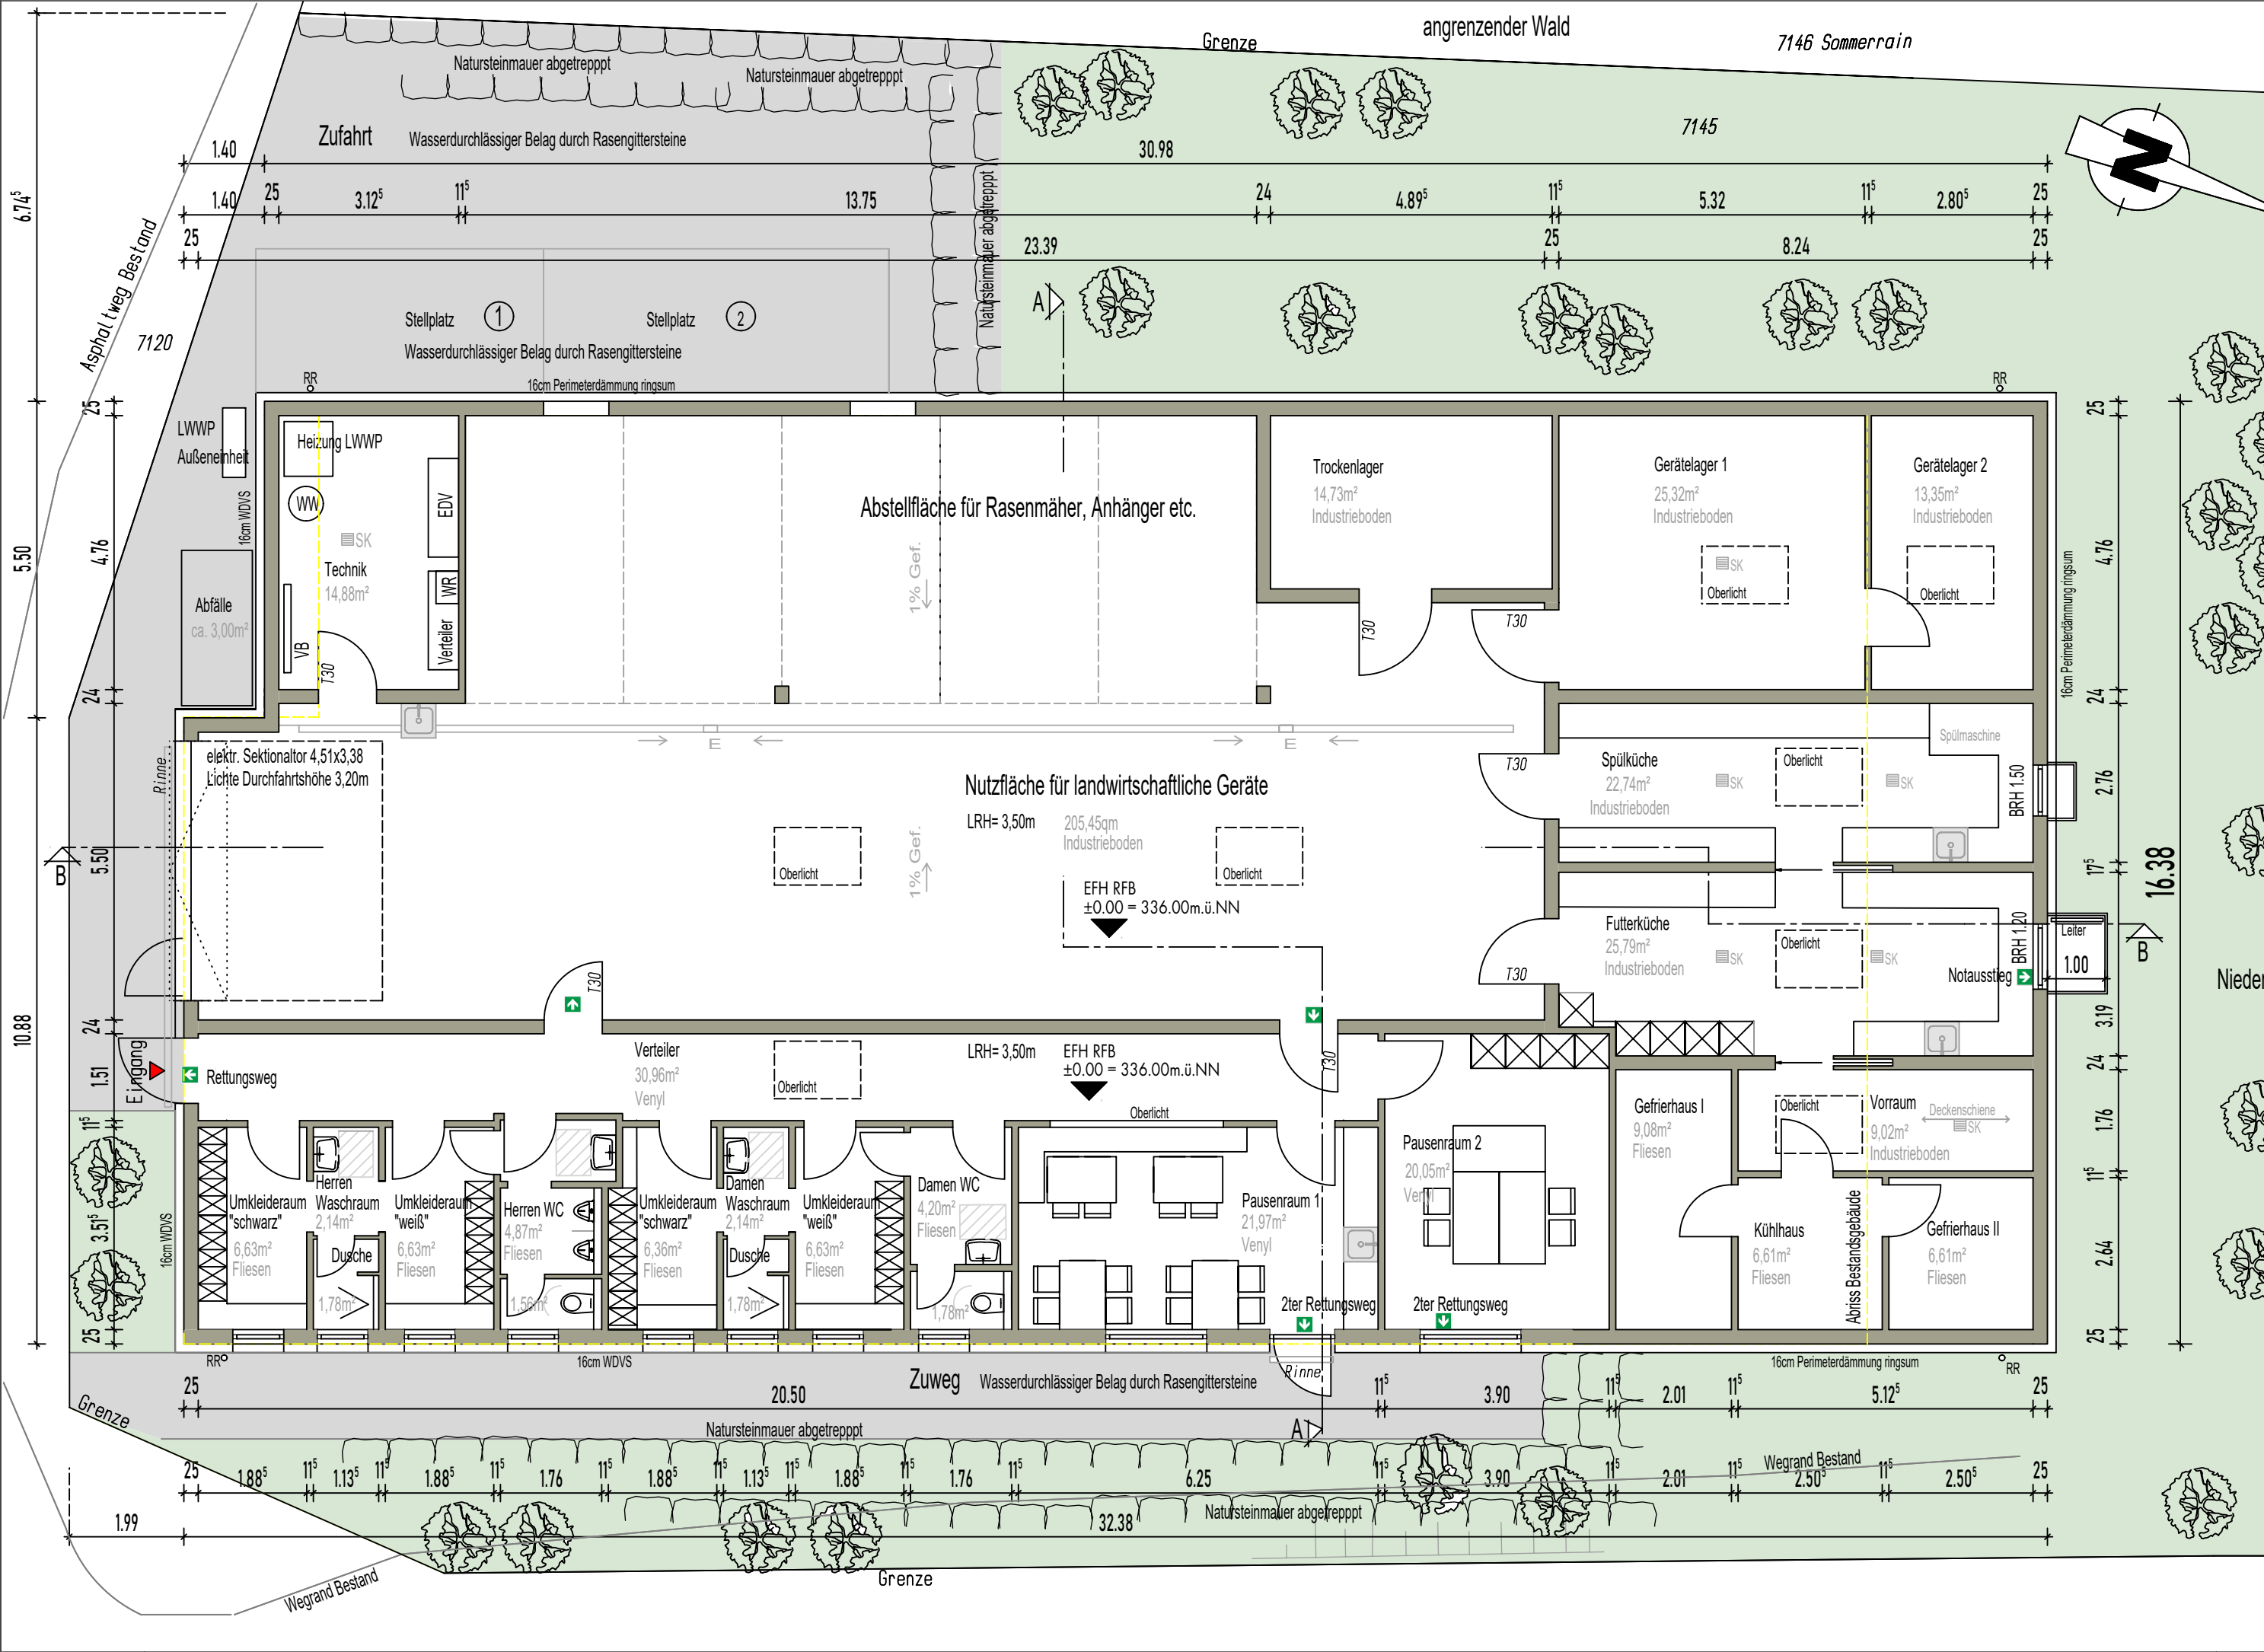 angrenzender Wald
Grenze
7146 Sommerrain
Natursteinmauer abgetrepppt
Natursteinmauer abgetrepppt
7145
N
Zufahrt
Wasserdurchlässiger Belag durch Rasengittersteine
1.40
30.98
6.74⁵
1.40
25
3.12⁵
11⁵
13.75
24
4.89⁵
11⁵
5.32
11⁵
2.80⁵
25
25
23.39
25
8.24
25
Natursteinmauer abgetrepppt
Asphaltweg Bestand
7120
Stellplatz
1
Stellplatz
2
A
Wasserdurchlässiger Belag durch Rasengittersteine
RR
16cm Perimeterdämmung ringsum
RR
25
4.76
24
5.50
5.50
24
1.51
11⁵
3.51⁵
25
10.88
LWWP
Außeneinheit
16cm WDVS
Abfälle
ca. 3,00m²
Heizung LWWP
WW
EDV
SK
Technik
14,88m²
WR
VB
Verteiler
T30
Abstellfläche für Rasenmäher, Anhänger etc.
1% Gef.
Trockenlager
14,73m²
Industrieboden
T30
T30
Gerätelager 1
25,32m²
Industrieboden
SK
Oberlicht
Gerätelager 2
13,35m²
Industrieboden
Oberlicht
16cm Perimeterdämmung ringsum
25
4.76
24
2.76
17⁵
3.19
24
1.76
11⁵
2.64
25
16.38
E
E
elektr. Sektionaltor 4,51x3,38
Lichte Durchfahrtshöhe 3,20m
Rinne
B
Nutzfläche für landwirtschaftliche Geräte
LRH= 3,50m
205,45qm
Industrieboden
Oberlicht
1% Gef.
Oberlicht
EFH RFB
±0.00 = 336.00m.ü.NN
T30
Spülküche
22,74m²
Industrieboden
SK
Oberlicht
SK
Spülmaschine
BRH 1.50
T30
Futterküche
25,79m²
Industrieboden
SK
Oberlicht
SK
BRH 1.20
Notausstieg
Leiter
1.00
B
T30
Eingang
Rettungsweg
Verteiler
30,96m²
Venyl
Oberlicht
LRH= 3,50m
EFH RFB
±0.00 = 336.00m.ü.NN
Oberlicht
T30
Umkleideraum
"schwarz"
6,63m²
Fliesen
Herren
Waschraum
2,14m²
Dusche
1,78m²
Umkleideraum
"weiß"
6,63m²
Fliesen
Herren WC
4,87m²
Fliesen
1,56m²
Umkleideraum
"schwarz"
6,36m²
Fliesen
Damen
Waschraum
2,14m²
Dusche
1,78m²
Umkleideraum
"weiß"
6,63m²
Fliesen
Damen WC
4,20m²
Fliesen
1,78m²
Pausenraum 1
21,97m²
Venyl
2ter Rettungsweg
Pausenraum 2
20,05m²
Venyl
2ter Rettungsweg
Gefrierhaus I
9,08m²
Fliesen
Oberlicht
Vorraum
9,02m²
Industrieboden
Deckenschiene
SK
Kühlhaus
6,61m²
Fliesen
Abriss Bestandsgebäude
Gefrierhaus II
6,61m²
Fliesen
16cm WDVS
RR
16cm WDVS
Rinne
16cm Perimeterdämmung ringsum
RR
Zuweg
Wasserdurchlässiger Belag durch Rasengittersteine
25
20.50
11⁵
3.90
11⁵
2.01
11⁵
5.12⁵
25
Grenze
Natursteinmauer abgetrepppt
A
Wegrand Bestand
25
1.88⁵
11⁵
1.13⁵
11⁵
1.88⁵
11⁵
1.76
11⁵
1.88⁵
11⁵
1.13⁵
11⁵
1.88⁵
11⁵
1.76
11⁵
6.25
11⁵
3.90
11⁵
2.01
11⁵
2.50⁵
11⁵
2.50⁵
25
Natursteinmauer abgetrepppt
1.99
32.38
Wegrand Bestand
Grenze
Nieder